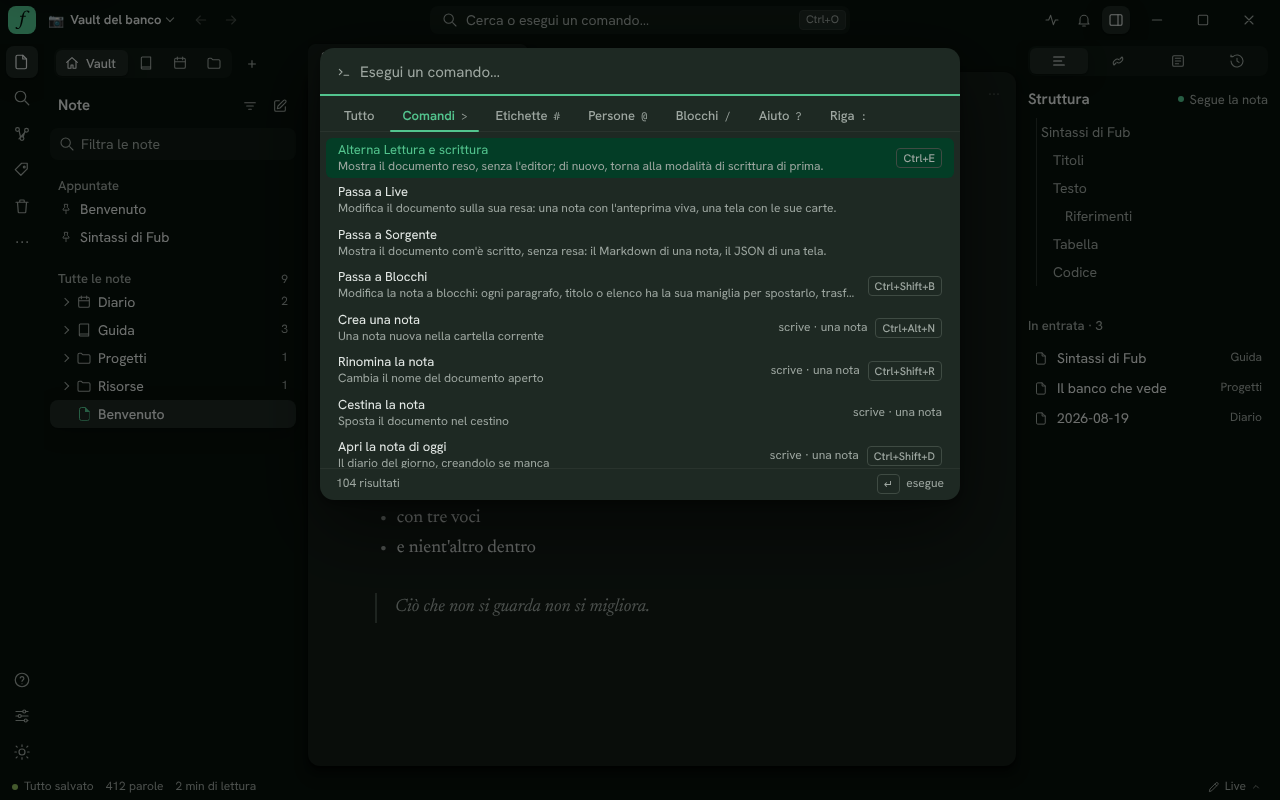 f
Vault del banco
Cerca o esegui un comando...
Ctrl+O
Vault
Note
Filtra le note
Appuntate
Benvenuto
Sintassi di Fub
Tutte le note 9
Diario 2
Guida 3
Progetti 1
Risorse 1
Benvenuto
Esegui un comando...
Tutto
Comandi >
Etichette #
Persone @
Blocchi /
Aiuto ?
Riga :
Alterna Lettura e scrittura
Mostra il documento reso, senza l'editor; di nuovo, torna alla modalità di scrittura di prima.
Ctrl+E
Passa a Live
Modifica il documento sulla sua resa: una nota con l'anteprima viva, una tela con le sue carte.
Passa a Sorgente
Mostra il documento com'è scritto, senza resa: il Markdown di una nota, il JSON di una tela.
Passa a Blocchi
Modifica la nota a blocchi: ogni paragrafo, titolo o elenco ha la sua maniglia per spostarlo, trasf...
Ctrl+Shift+B
Crea una nota
Una nota nuova nella cartella corrente
scrive · una nota Ctrl+Alt+N
Rinomina la nota
Cambia il nome del documento aperto
scrive · una nota Ctrl+Shift+R
Cestina la nota
Sposta il documento nel cestino
scrive · una nota
Apri la nota di oggi
Il diario del giorno, creandolo se manca
scrive · una nota Ctrl+Shift+D
104 risultati
↵ esegue
• con tre voci
• e nient'altro dentro
Ciò che non si guarda non si migliora.
Struttura
Segue la nota
Sintassi di Fub
Titoli
Testo
Riferimenti
Tabella
Codice
In entrata · 3
Sintassi di Fub Guida
Il banco che vede Progetti
2026-08-19 Diario
Tutto salvato 412 parole 2 min di lettura
Live